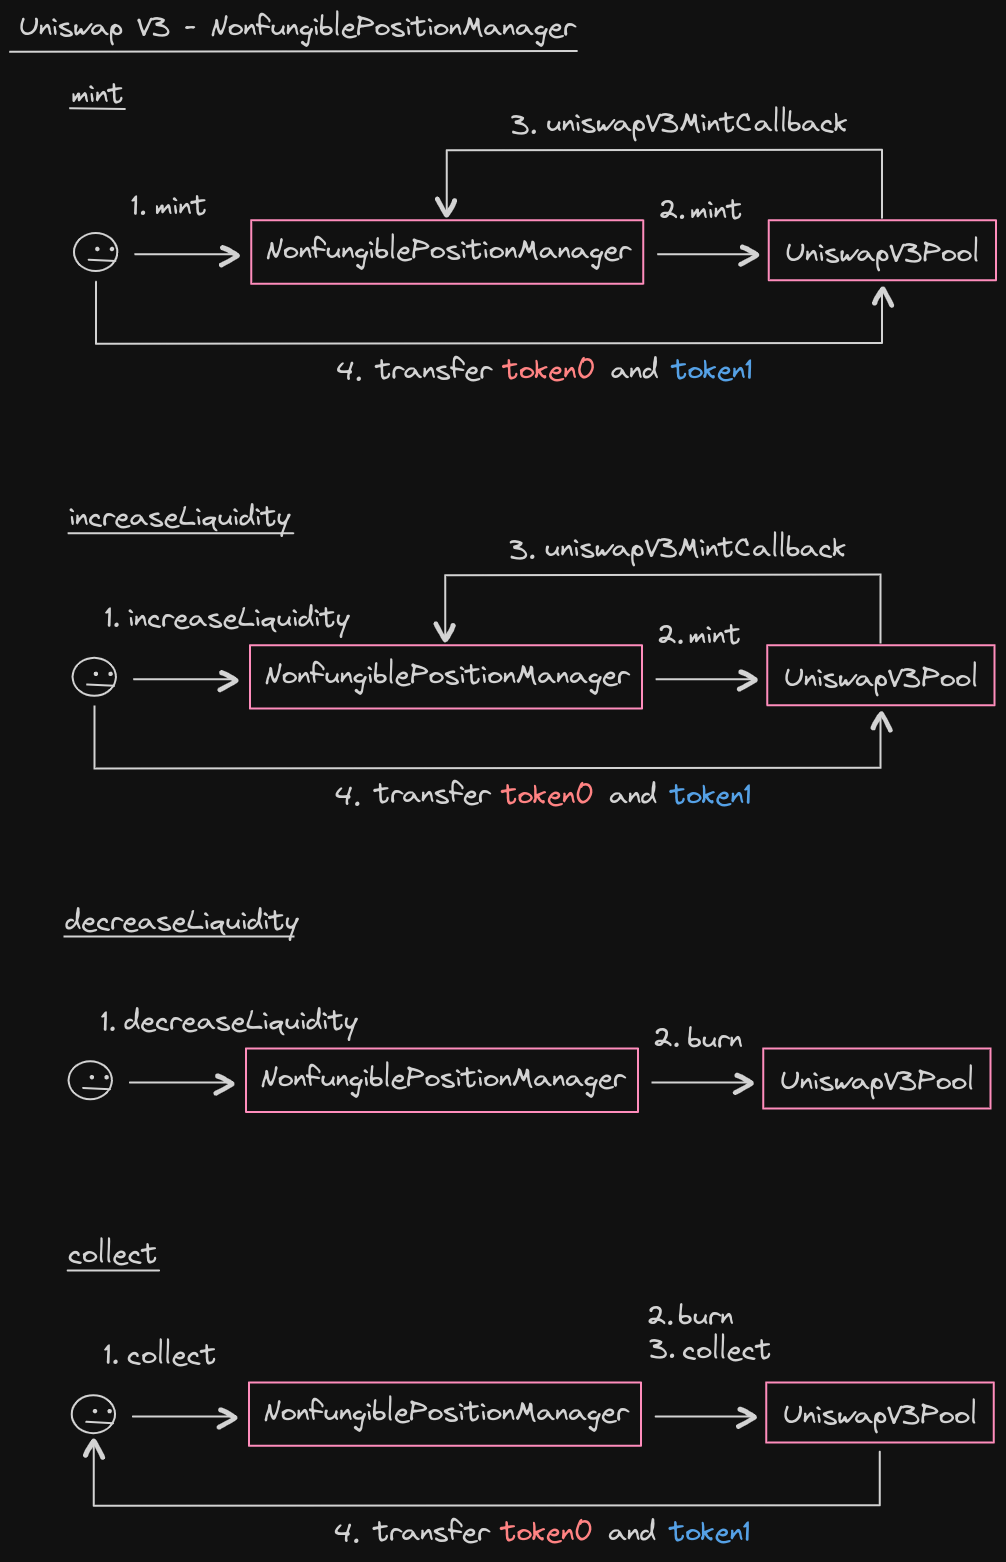 Uniswap V3 - NonfungiblePositionManager
mint
3. uniswapV3MintCallback
1. mint
2. mint
NonfungiblePositionManager
UniswapV3Pool
4. transfer token0 and token1
increaseLiquidity
3. uniswapV3MintCallback
1. increaseLiquidity
2. mint
NonfungiblePositionManager
UniswapV3Pool
4. transfer token0 and token1
decreaseLiquidity
1. decreaseLiquidity
2. burn
NonfungiblePositionManager
UniswapV3Pool
collect
2. burn
1. collect
3. collect
NonfungiblePositionManager
UniswapV3Pool
4. transfer token0 and token1